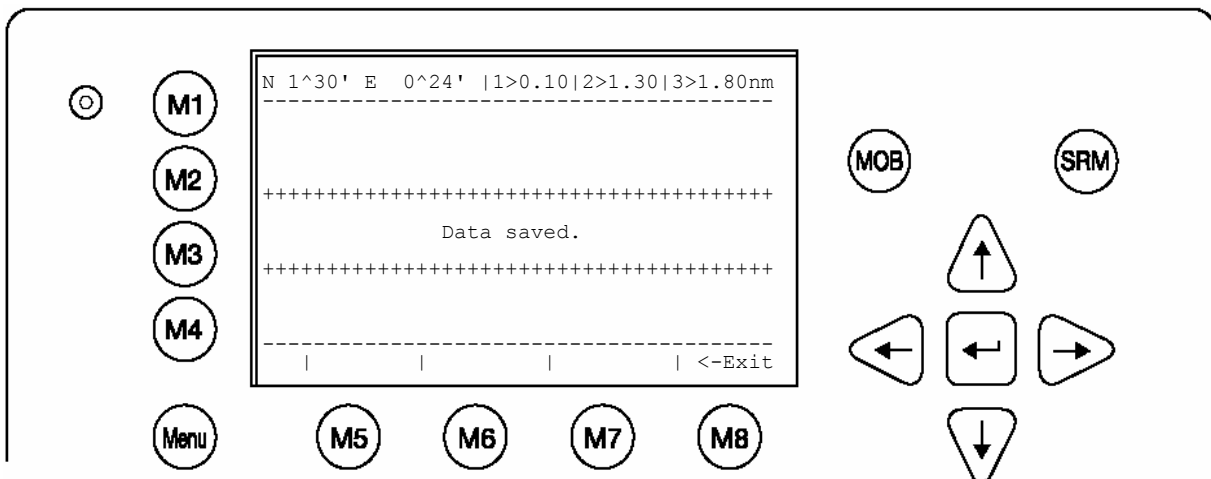 N 1^30' E  0^24' |1>0.10|2>1.30|3>1.80nm
----------------------------------------
++++++++++++++++++++++++++++++++++++++++
Data saved.
++++++++++++++++++++++++++++++++++++++++
----------------------------------------
| | | | <-Exit
M1
M2
M3
M4
Menu
M5
M6
M7
M8
MOB
SRM